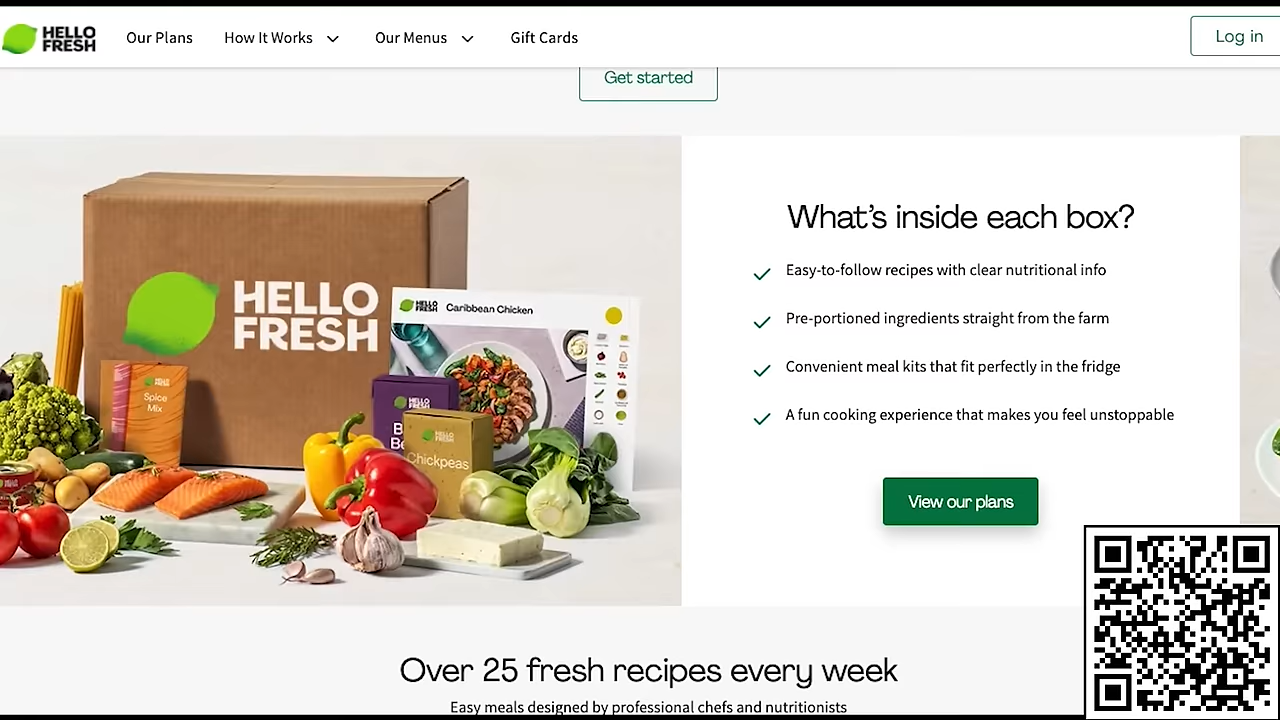 HELLO
FRESH
Our Plans
How It Works
Our Menus
Gift Cards
Log in
Get started
HELLO
FRESH
HELLO
FRESH
Caribbean Chicken
Spice
Mix
HELLO
FRESH
HELLO
FRESH
Chickpeas
What's inside each box?
Easy-to-follow recipes with clear nutritional info
Pre-portioned ingredients straight from the farm
Convenient meal kits that fit perfectly in the fridge
A fun cooking experience that makes you feel unstoppable
View our plans
Over 25 fresh recipes every week
Easy meals designed by professional chefs and nutritionists